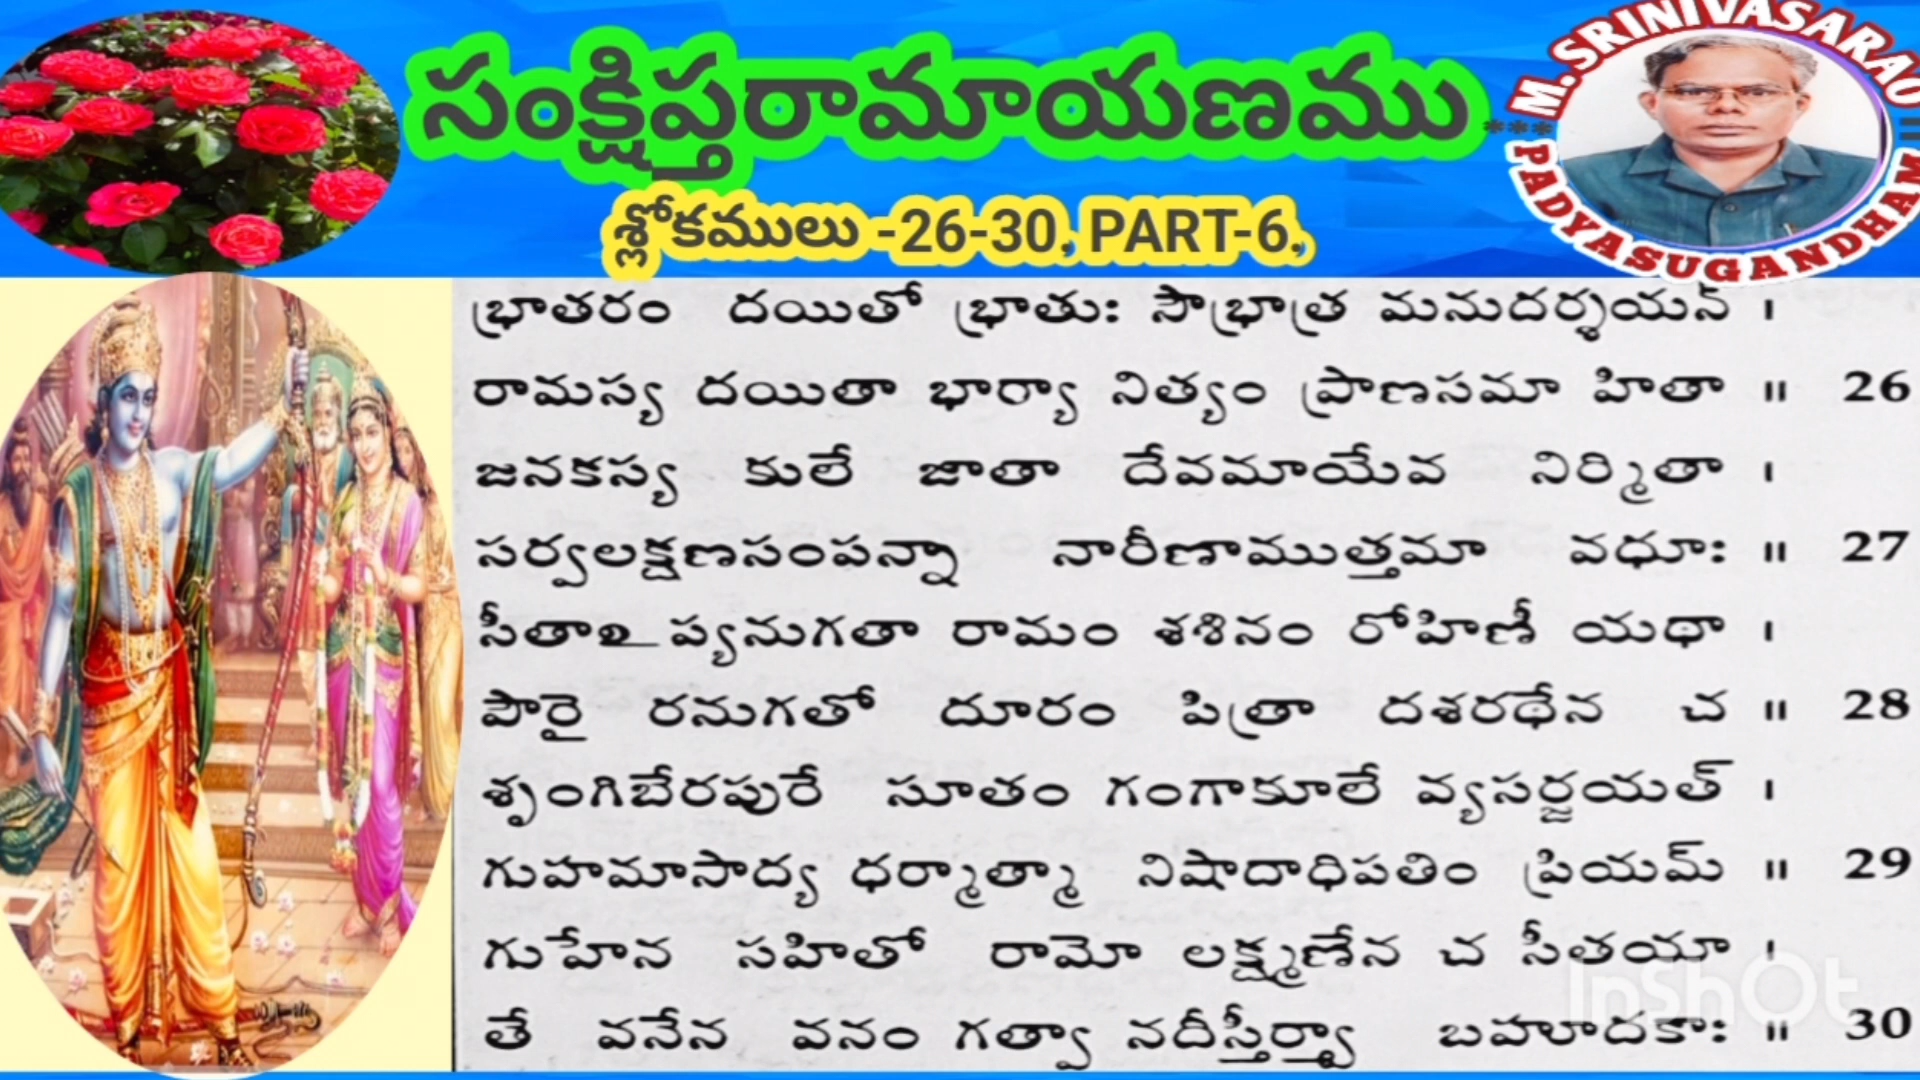 సంక్షిప్తరామాయణము
***
M.SRINIVASARAO
PADYASUGANDHAM
శ్లోకములు -26-30. PART-6.
భ్రాతరం దయితో భ్రాతుః సౌభ్రాత్ర మనుదర్శయన్ ।
రామస్య దయితా భార్యా నిత్యం ప్రాణసమా హితా ॥ 26
జనకస్య కులే జాతా దేవమాయేవ నిర్మితా ।
సర్వలక్షణసంపన్నా నారీణాముత్తమా వధూః ॥ 27
సీతాఽప్యనుగతా రామం శశినం రోహిణీ యథా ।
పౌరై రనుగతో దూరం పిత్రా దశరథేన చ ॥ 28
శృంగిబేరపురే సూతం గంగాకూలే వ్యసర్జయత్ ।
గుహమాసాద్య ధర్మాత్మా నిషాదాధిపతిం ప్రియమ్ ॥ 29
గుహేన సహితో రామో లక్ష్మణేన చ సీతయా ।
తే వనేన వనం గత్వా నదీస్తీర్త్వా బహూదకాః ॥ 30
InShOt